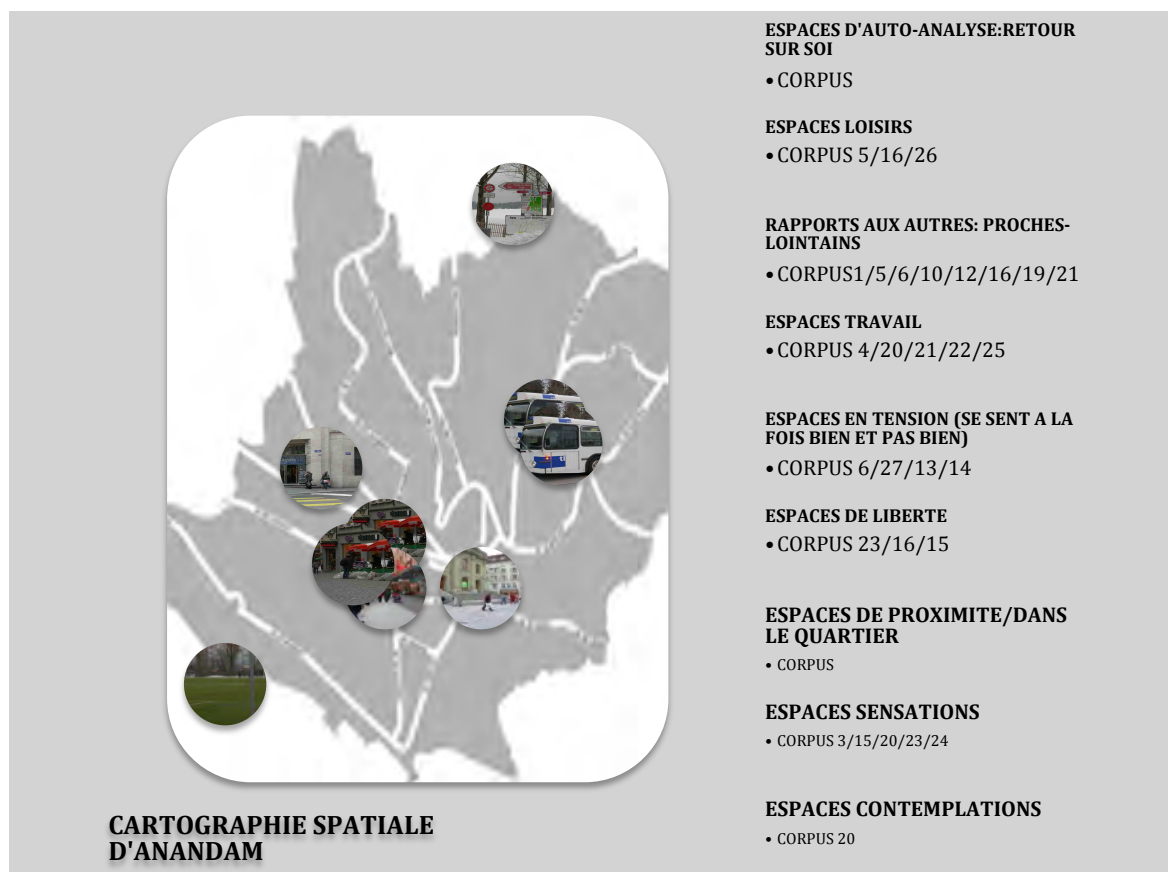 ESPACES D'AUTO-ANALYSE:RETOUR
SUR SOI
• CORPUS
ESPACES LOISIRS
• CORPUS 5/16/26
RAPPORTS AUX AUTRES: PROCHES-
LOINTAINS
• CORPUS1/5/6/10/12/16/19/21
ESPACES TRAVAIL
• CORPUS 4/20/21/22/25
ESPACES EN TENSION (SE SENT A LA
FOIS BIEN ET PAS BIEN)
• CORPUS 6/27/13/14
ESPACES DE LIBERTE
• CORPUS 23/16/15
ESPACES DE PROXIMITE/DANS
LE QUARTIER
• CORPUS
ESPACES SENSATIONS
• CORPUS 3/15/20/23/24
ESPACES CONTEMPLATIONS
• CORPUS 20
CARTOGRAPHIE SPATIALE
D'ANANDAM